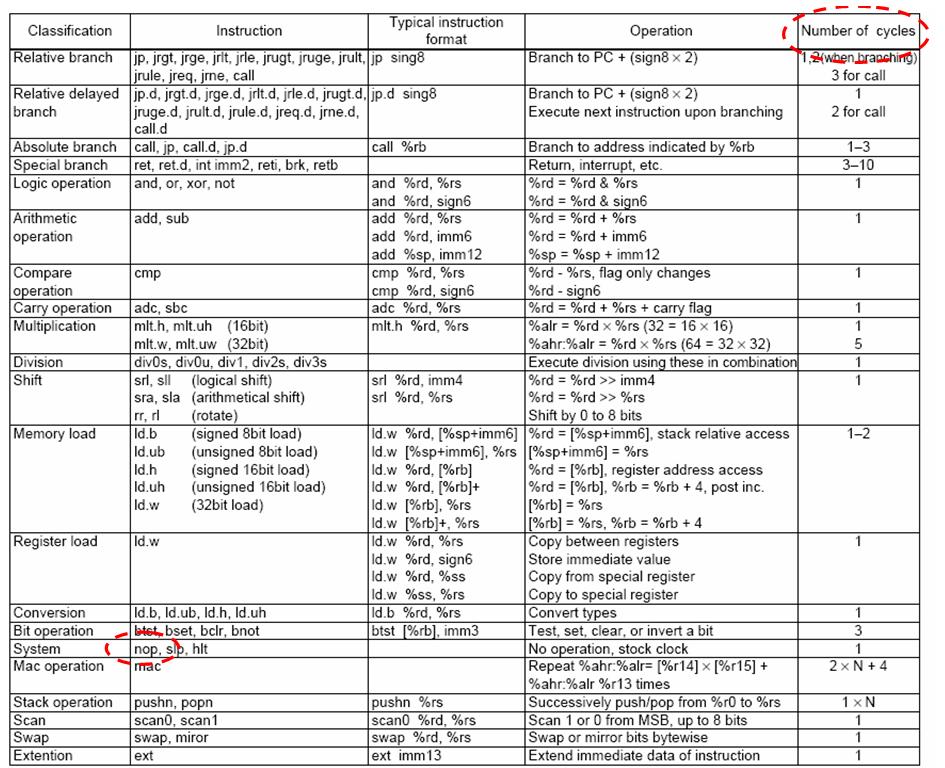 Classification Instruction Typical instruction format Operation Number of cycles
Relative branch jp, jrgt, jrge, jrlt, jrle, jrugt, jruge, jrult, jp sing8 Branch to PC + (sign8 × 2) 1,2(when branching)
jrule, jreq, jrne, call 3 for call
Relative delayed jp.d, jrgt.d, jrge.d, jrlt.d, jrle.d, jrugt.d, jp.d sing8 Branch to PC + (sign8 × 2) 1
branch jruge.d, jrult.d, jrule.d, jreq.d, jrne.d, Execute next instruction upon branching 2 for call
call.d
Absolute branch call, jp, call.d, jp.d call %rb Branch to address indicated by %rb 1–3
Special branch ret, ret.d, int imm2, reti, brk, retb Return, interrupt, etc. 3–10
Logic operation and, or, xor, not and %rd, %rs %rd = %rd & %rs 1
and %rd, sign6 %rd = %rd & sign6
Arithmetic add, sub add %rd, %rs %rd = %rd + %rs 1
operation add %rd, imm6 %rd = %rd + imm6
add %sp, imm12 %sp = %sp + imm12
Compare cmp cmp %rd, %rs %rd - %rs, flag only changes 1
operation cmp %rd, sign6 %rd - sign6
Carry operation adc, sbc adc %rd, %rs %rd = %rd + %rs + carry flag 1
Multiplication mlt.h, mlt.uh (16bit) mlt.h %rd, %rs %alr = %rd × %rs (32 = 16 × 16) 1
mlt.w, mlt.uw (32bit) %ahr:%alr = %rd × %rs (64 = 32 × 32) 5
Division div0s, div0u, div1, div2s, div3s Execute division using these in combination 1
Shift srl, sll (logical shift) srl %rd, imm4 %rd = %rd >> imm4 1
sra, sla (arithmetical shift) srl %rd, %rs %rd = %rd >> %rs
rr, rl (rotate) Shift by 0 to 8 bits
Memory load ld.b (signed 8bit load) ld.w %rd, [%sp+imm6] %rd = [%sp+imm6], stack relative access 1–2
ld.ub (unsigned 8bit load) ld.w [%sp+imm6], %rs [%sp+imm6] = %rs
ld.h (signed 16bit load) ld.w %rd, [%rb] %rd = [%rb], register address access
ld.uh (unsigned 16bit load) ld.w %rd, [%rb]+ %rd = [%rb], %rb = %rb + 4, post inc.
ld.w (32bit load) ld.w [%rb], %rs [%rb] = %rs
ld.w [%rb]+, %rs [%rb] = %rs, %rb = %rb + 4
Register load ld.w ld.w %rd, %rs Copy between registers 1
ld.w %rd, sign6 Store immediate value
ld.w %rd, %ss Copy from special register
ld.w %ss, %rs Copy to special register
Conversion ld.b, ld.ub, ld.h, ld.uh ld.b %rd, %rs Convert types 1
Bit operation btst, bset, bclr, bnot btst [%rb], imm3 Test, set, clear, or invert a bit 3
System nop, slp, hlt No operation, stock clock 1
Mac operation mac Repeat %ahr:%alr= [%r14] × [%r15] + 2 × N + 4
%ahr:%alr %r13 times
Stack operation pushn, popn pushn %rs Successively push/pop from %r0 to %rs 1 × N
Scan scan0, scan1 scan0 %rd, %rs Scan 1 or 0 from MSB, up to 8 bits 1
Swap swap, miror swap %rd, %rs Swap or mirror bits bytewise 1
Extention ext ext imm13 Extend immediate data of instruction 1